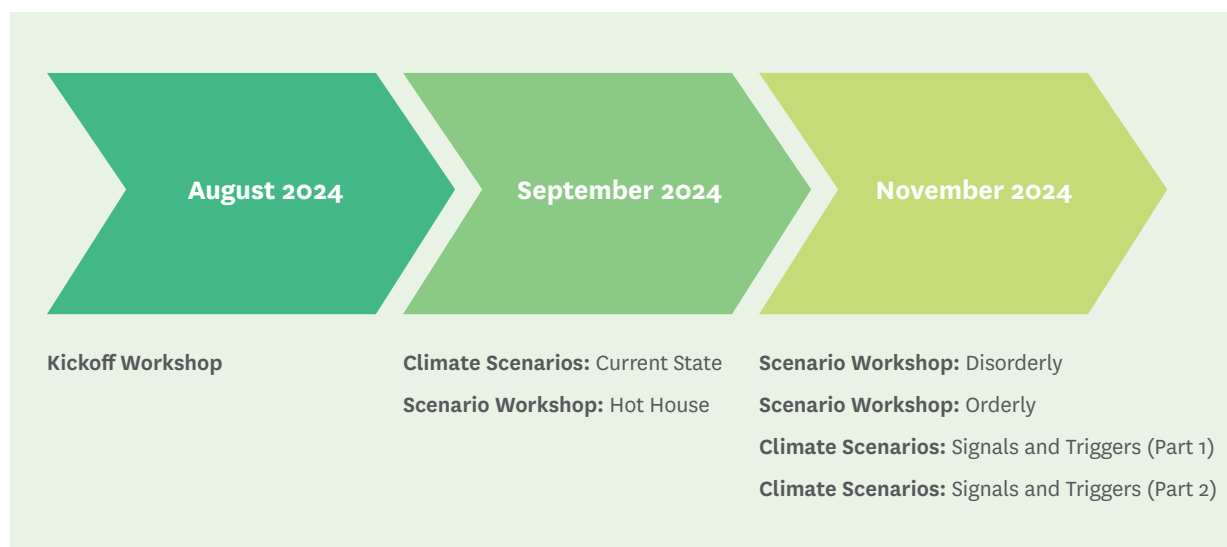 August 2024
September 2024
November 2024
Kickoff Workshop
Climate Scenarios: Current State
Scenario Workshop: Hot House
Scenario Workshop: Disorderly
Scenario Workshop: Orderly
Climate Scenarios: Signals and Triggers (Part 1)
Climate Scenarios: Signals and Triggers (Part 2)